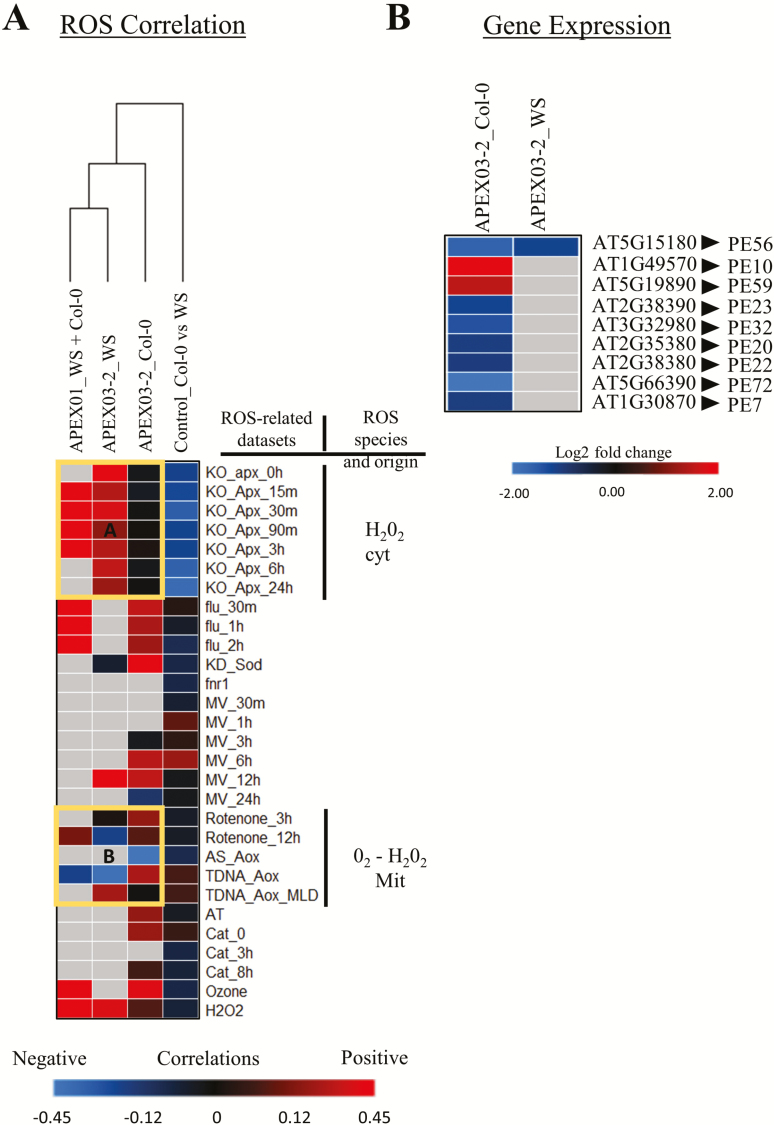 A ROS Correlation
B Gene Expression
APEX01_WS + Col-0
APEX03-2_WS
APEX03-2_Col-0
Control_Col-0 vs WS
ROS-related
datasets
ROS
species
and origin
KO_apx_0h
KO_Apx_15m
KO_Apx_30m
KO_Apx_90m
KO_Apx_3h
KO_Apx_6h
KO_Apx_24h
flu_30m
flu_1h
flu_2h
KD_Sod
fnr1
MV_30m
MV_1h
MV_3h
MV_6h
MV_12h
MV_24h
Rotenone_3h
Rotenone_12h
AS_Aox
TDNA_Aox
TDNA_Aox_MLD
AT
Cat_0
Cat_3h
Cat_8h
Ozone
H2O2
A
B
H₂0₂
cyt
0₂ - H₂0₂
Mit
Negative Correlations Positive
-0.45 -0.12 0 0.12 0.45
APEX03-2_Col-0
APEX03-2_WS
AT5G15180 ► PE56
AT1G49570 ► PE10
AT5G19890 ► PE59
AT2G38390 ► PE23
AT3G32980 ► PE32
AT2G35380 ► PE20
AT2G38380 ► PE22
AT5G66390 ► PE72
AT1G30870 ► PE7
Log2 fold change
-2.00 0.00 2.00